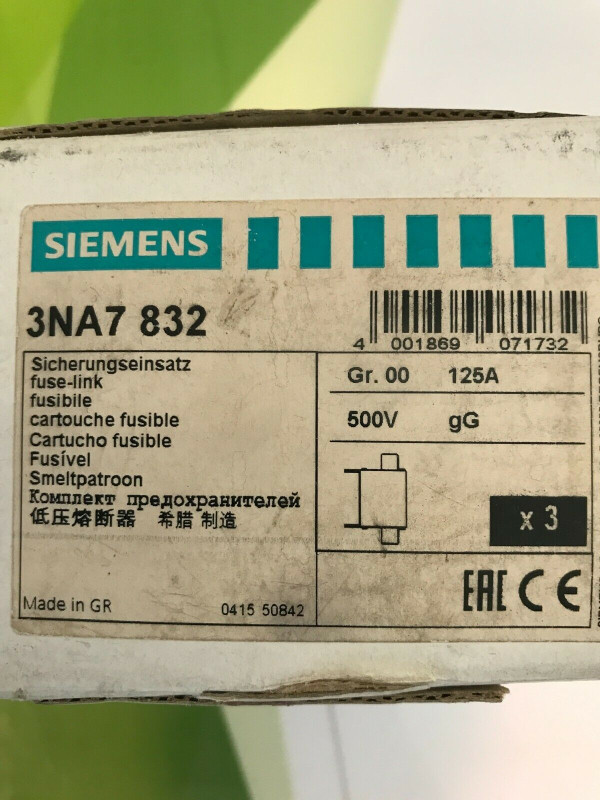 SIEMENS
3NA7 832
4 001869 071732
Sicherungseinsatz
fuse-link
fusibile
cartouche fusible
Cartucho fusible
Fusível
Smeltpatroon
Комплект предохранителей
低压熔断器 希腊 制造
Gr. 00 125A
500V gG
x 3
Made in GR 0415 50842
EAC CE